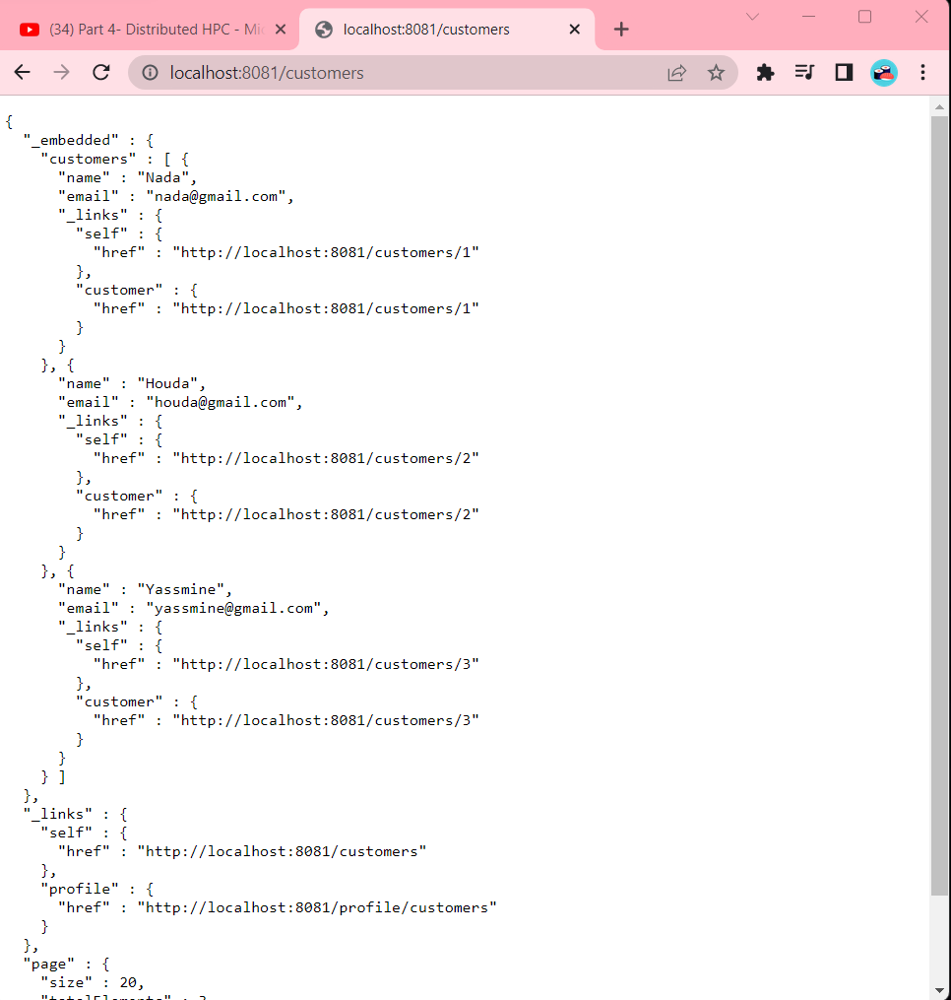 (34) Part 4- Distributed HPC - Mi
localhost:8081/customers
localhost:8081/customers
{
  "_embedded" : {
    "customers" : [ {
      "name" : "Nada",
      "email" : "nada@gmail.com",
      "_links" : {
        "self" : {
          "href" : "http://localhost:8081/customers/1"
        },
        "customer" : {
          "href" : "http://localhost:8081/customers/1"
        }
      }
    }, {
      "name" : "Houda",
      "email" : "houda@gmail.com",
      "_links" : {
        "self" : {
          "href" : "http://localhost:8081/customers/2"
        },
        "customer" : {
          "href" : "http://localhost:8081/customers/2"
        }
      }
    }, {
      "name" : "Yassmine",
      "email" : "yassmine@gmail.com",
      "_links" : {
        "self" : {
          "href" : "http://localhost:8081/customers/3"
        },
        "customer" : {
          "href" : "http://localhost:8081/customers/3"
        }
      }
    } ]
  },
  "_links" : {
    "self" : {
      "href" : "http://localhost:8081/customers"
    },
    "profile" : {
      "href" : "http://localhost:8081/profile/customers"
    }
  },
  "page" : {
    "size" : 20,